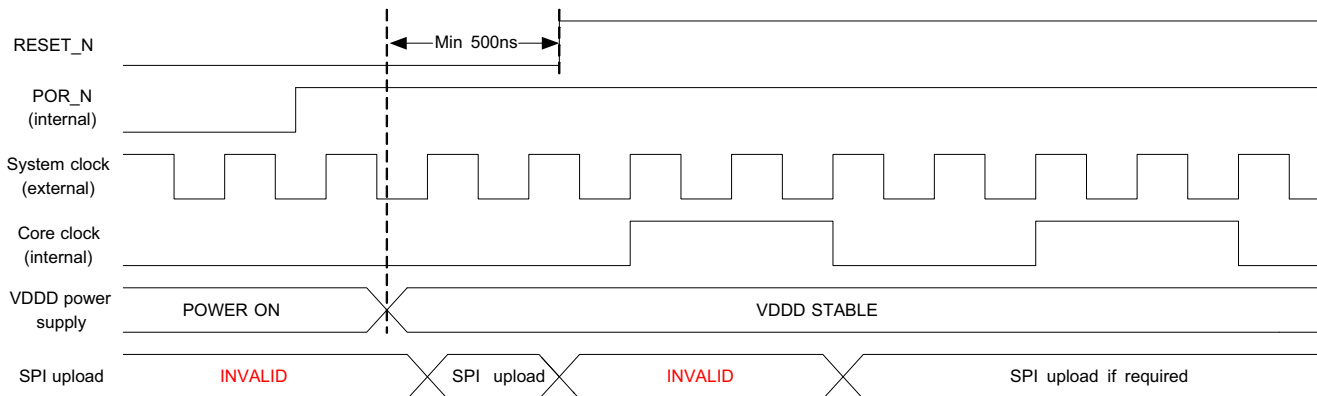 RESET_N
Min 500ns
POR_N
(internal)
System clock
(external)
Core clock
(internal)
VDDD power
supply
POWER ON
VDDD STABLE
SPI upload
INVALID
SPI upload
INVALID
SPI upload if required